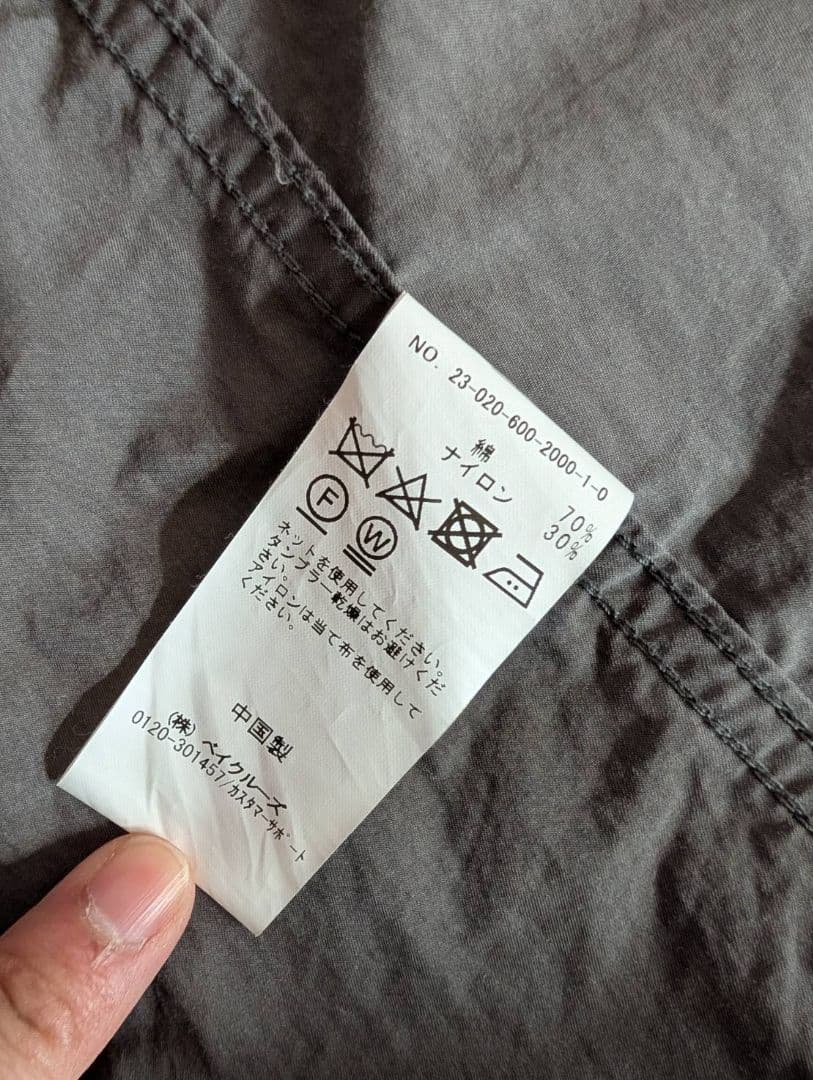 NO. 23-020-600-2000-1-0
綿 70%
ナイロン 30%
F
W
ネットを使用してください。
タンブラー乾燥はお避けくだ
さい。
アイロンは当て布を使用して
ください。
中国製
(株)ベイクルーズ
0120-301457/カスタマーサポート